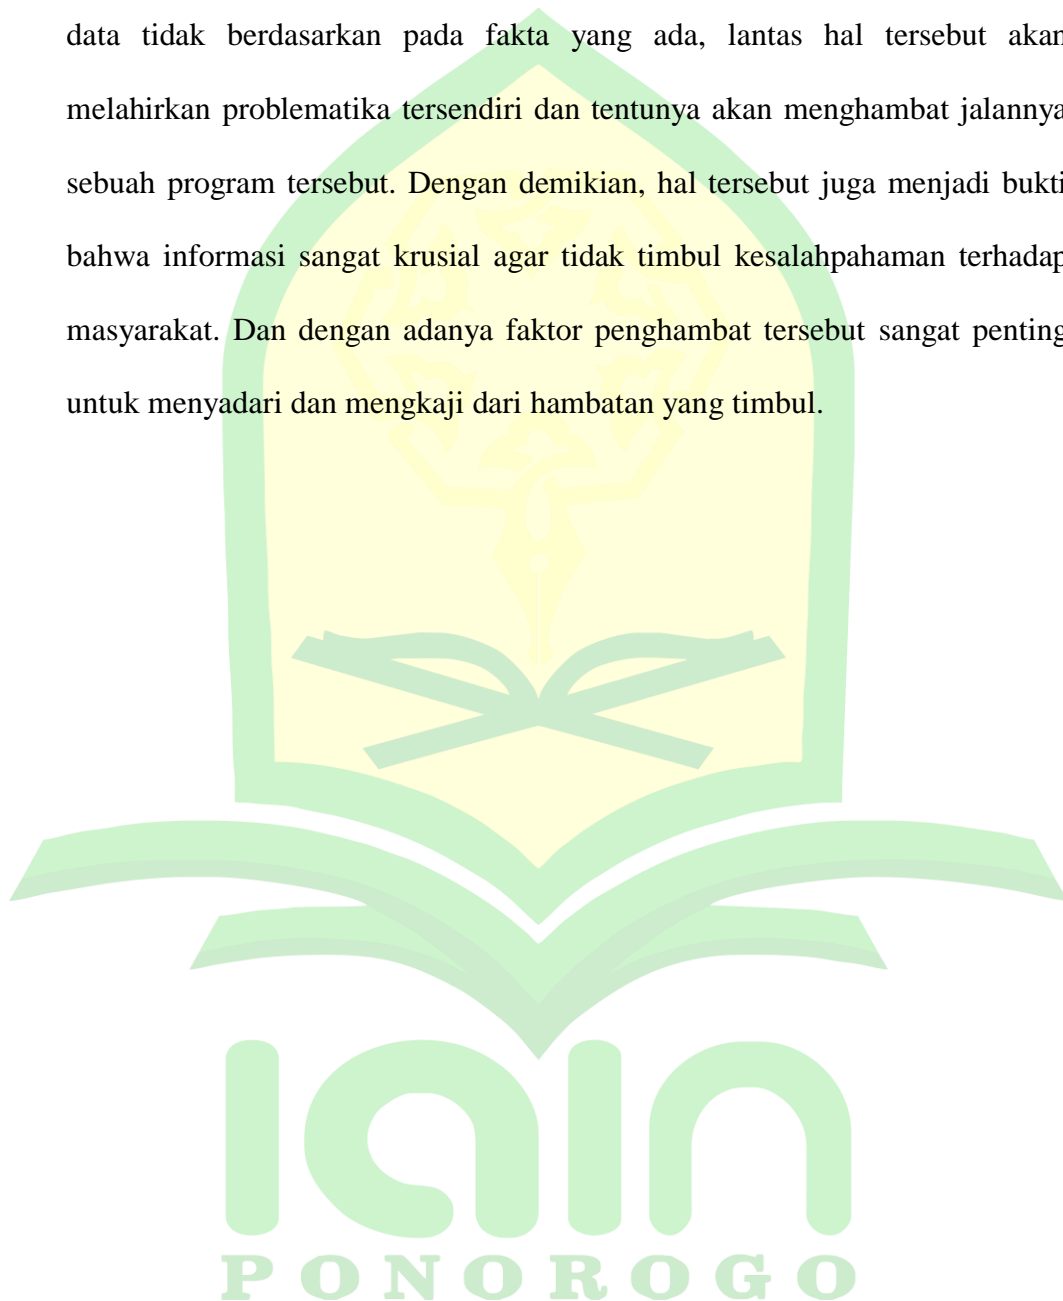 data tidak berdasarkan pada fakta yang ada, lantas hal tersebut akan
melahirkan problematika tersendiri dan tentunya akan menghambat jalannya
sebuah program tersebut. Dengan demikian, hal tersebut juga menjadi bukti
bahwa informasi sangat krusial agar tidak timbul kesalahpahaman terhadap
masyarakat. Dan dengan adanya faktor penghambat tersebut sangat penting
untuk menyadari dan mengkaji dari hambatan yang timbul.
iain
PONOROGO